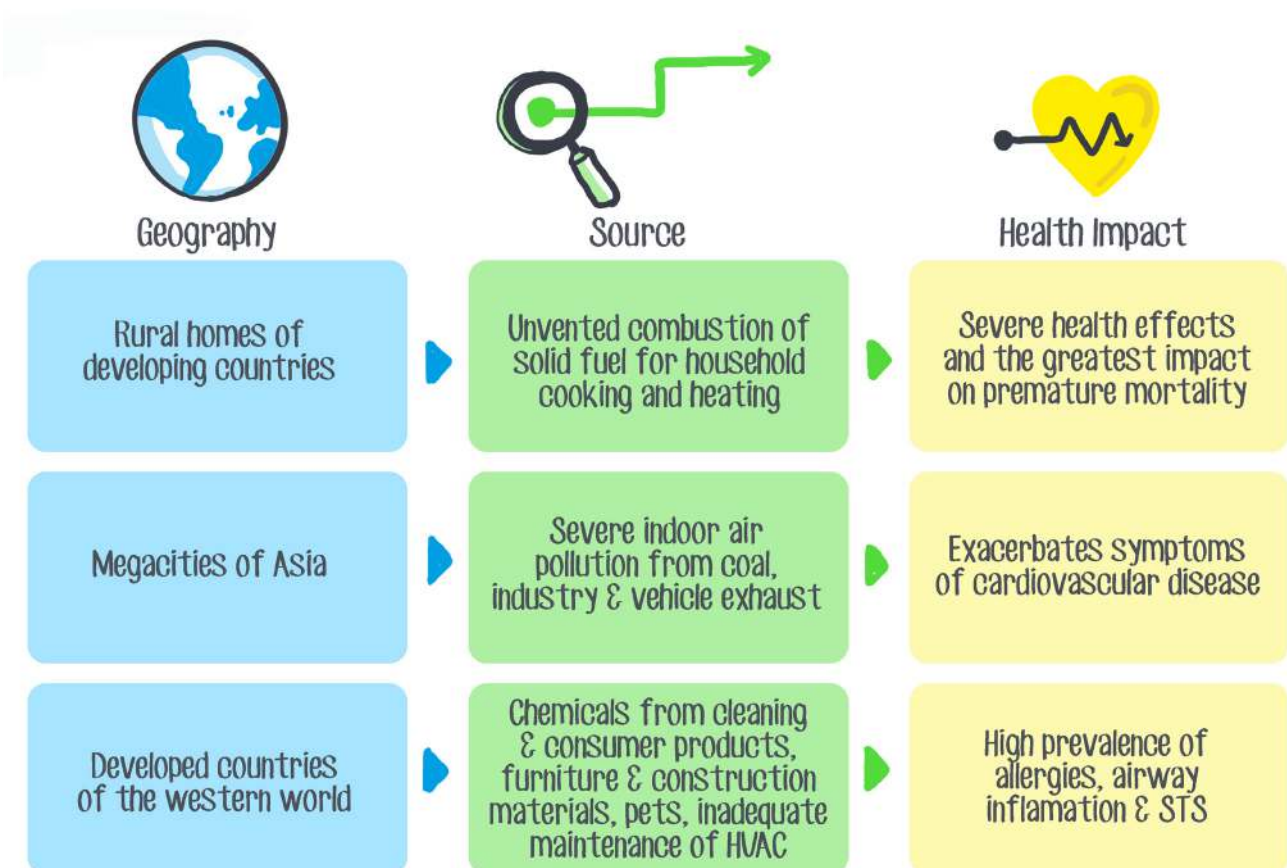 Geography
Source
Health Impact
Rural homes of
developing countries
Unvented combustion of
solid fuel for household
cooking and heating
Severe health effects
and the greatest impact
on premature mortality
Megacities of Asia
Severe indoor air
pollution from coal,
industry & vehicle exhaust
Exacerbates symptoms
of cardiovascular disease
Developed countries
of the western world
Chemicals from cleaning
& consumer products,
furniture & construction
materials, pets, inadequate
maintenance of HVAC
High prevalence of
allergies, airway
inflamation & STS